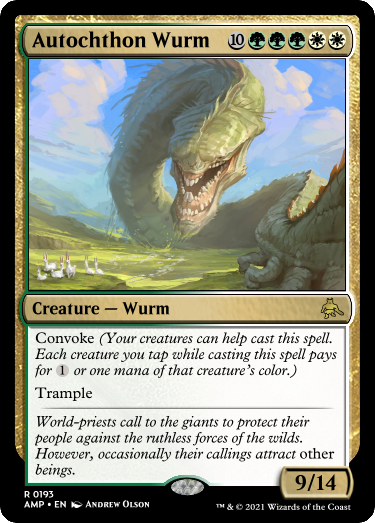 Autochthon Wurm 10
Creature — Wurm
Convoke (Your creatures can help cast this spell.
Each creature you tap while casting this spell pays
for 1 or one mana of that creature's color.)
Trample
World-priests call to the giants to protect their
people against the ruthless forces of the wilds.
However, occasionally their callings attract other
beings.
9/14
R 0193
AMP • EN Andrew Olson
™ & © 2021 Wizards of the Coast